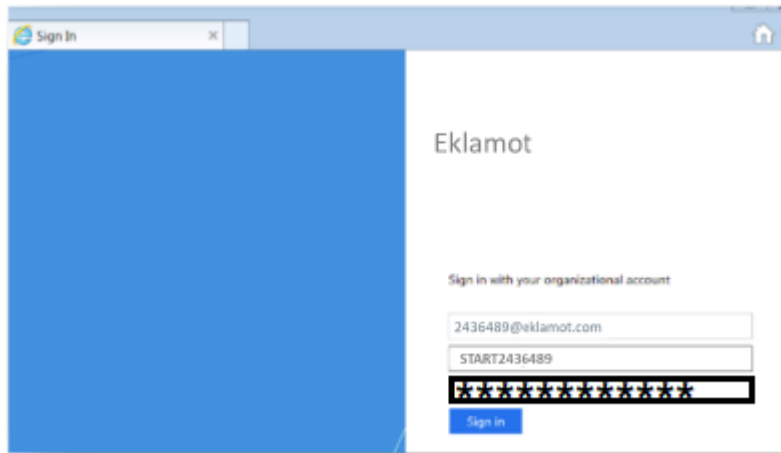 Sign In
Eklamot
Sign in with your organizational account
2436489@eklamot.com
START2436489
************
Sign in